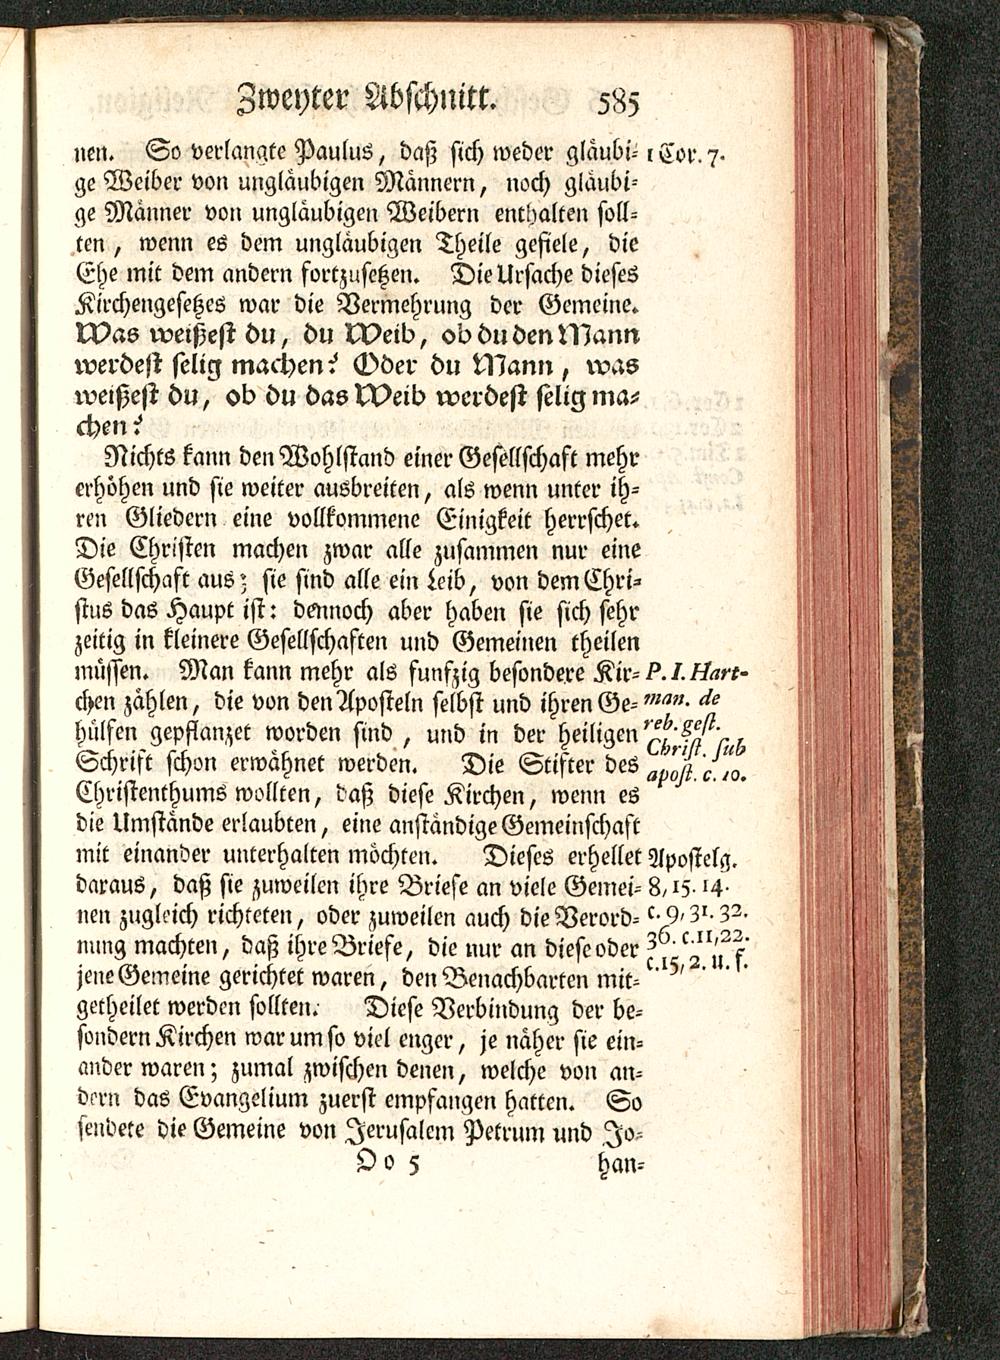 Zweyter Abschnitt. 585
nen. So verlangte Paulus, daß sich weder gläubi= 1 Cor. 7.
ge Weiber von ungläubigen Männern, noch gläubi=
ge Männer von ungläubigen Weibern enthalten soll=
ten, wenn es dem ungläubigen Theile gefiele, die
Ehe mit dem andern fortzusetzen. Die Ursache dieses
Kirchengesetzes war die Vermehrung der Gemeine.
Was weißest du, du Weib, ob du den Mann
werdest selig machen? Oder du Mann, was
weißest du, ob du das Weib werdest selig ma=
chen?
Nichts kann den Wohlstand einer Gesellschaft mehr
erhöhen und sie weiter ausbreiten, als wenn unter ih=
ren Gliedern eine vollkommene Einigkeit herrschet.
Die Christen machen zwar alle zusammen nur eine
Gesellschaft aus; sie sind alle ein Leib, von dem Chri=
stus das Haupt ist: dennoch aber haben sie sich sehr
zeitig in kleinere Gesellschaften und Gemeinen theilen
müssen. Man kann mehr als funfzig besondere Kir=
chen zählen, die von den Aposteln selbst und ihren Ge=
hülfen gepflanzet worden sind, und in der heiligen
Schrift schon erwähnet werden. Die Stifter des
Christenthums wollten, daß diese Kirchen, wenn es
die Umstände erlaubten, eine anständige Gemeinschaft
mit einander unterhalten möchten. Dieses erhellet
daraus, daß sie zuweilen ihre Briefe an viele Gemei=
nen zugleich richteten, oder zuweilen auch die Verord=
nung machten, daß ihre Briefe, die nur an diese oder
jene Gemeine gerichtet waren, den Benachbarten mit=
getheilet werden sollten. Diese Verbindung der be=
sondern Kirchen war um so viel enger, je näher sie ein=
ander waren; zumal zwischen denen, welche von an=
dern das Evangelium zuerst empfangen hatten. So
sendete die Gemeine von Jerusalem Petrum und Jo=
P. I. Hart-
man. de
reb. gest.
Christ. sub
apost. c. 10.
Apostelg.
8, 15. 14.
c. 9, 31. 32.
36. c. 11, 22.
c. 15, 2. u. f.
Oo 5 han=